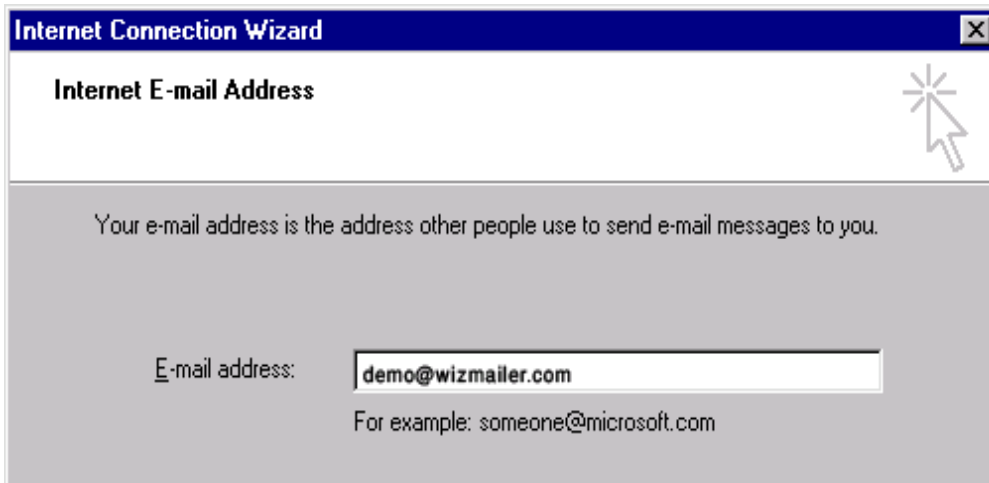 Internet Connection Wizard
Internet E-mail Address
Your e-mail address is the address other people use to send e-mail messages to you.
E-mail address: demo@wizmailer.com
For example: someone@microsoft.com